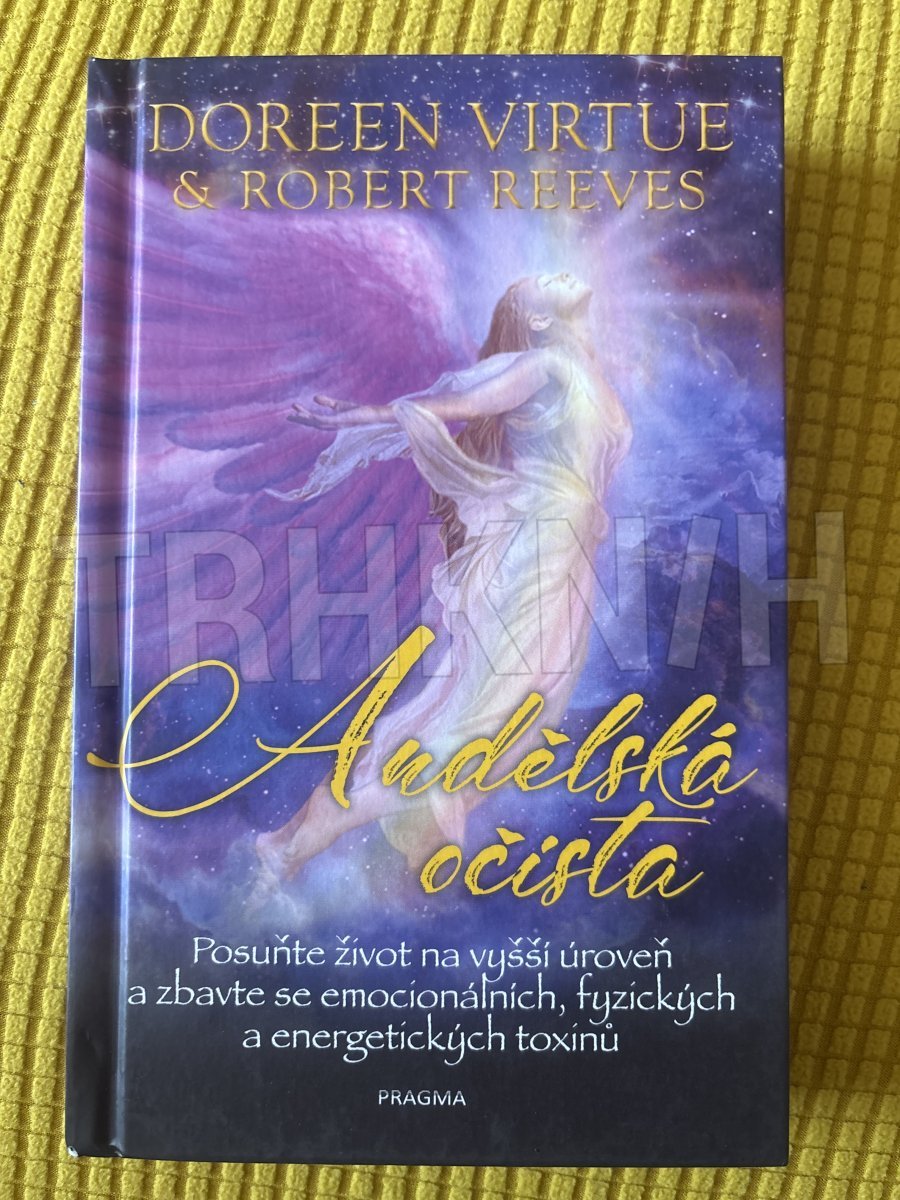 DOREEN VIRTUE
& ROBERT REEVES
TRHKNIH
Andělská
očista
Posuňte život na vyšší úroveň
a zbavte se emocionálních, fyzických
a energetických toxinů
PRAGMA